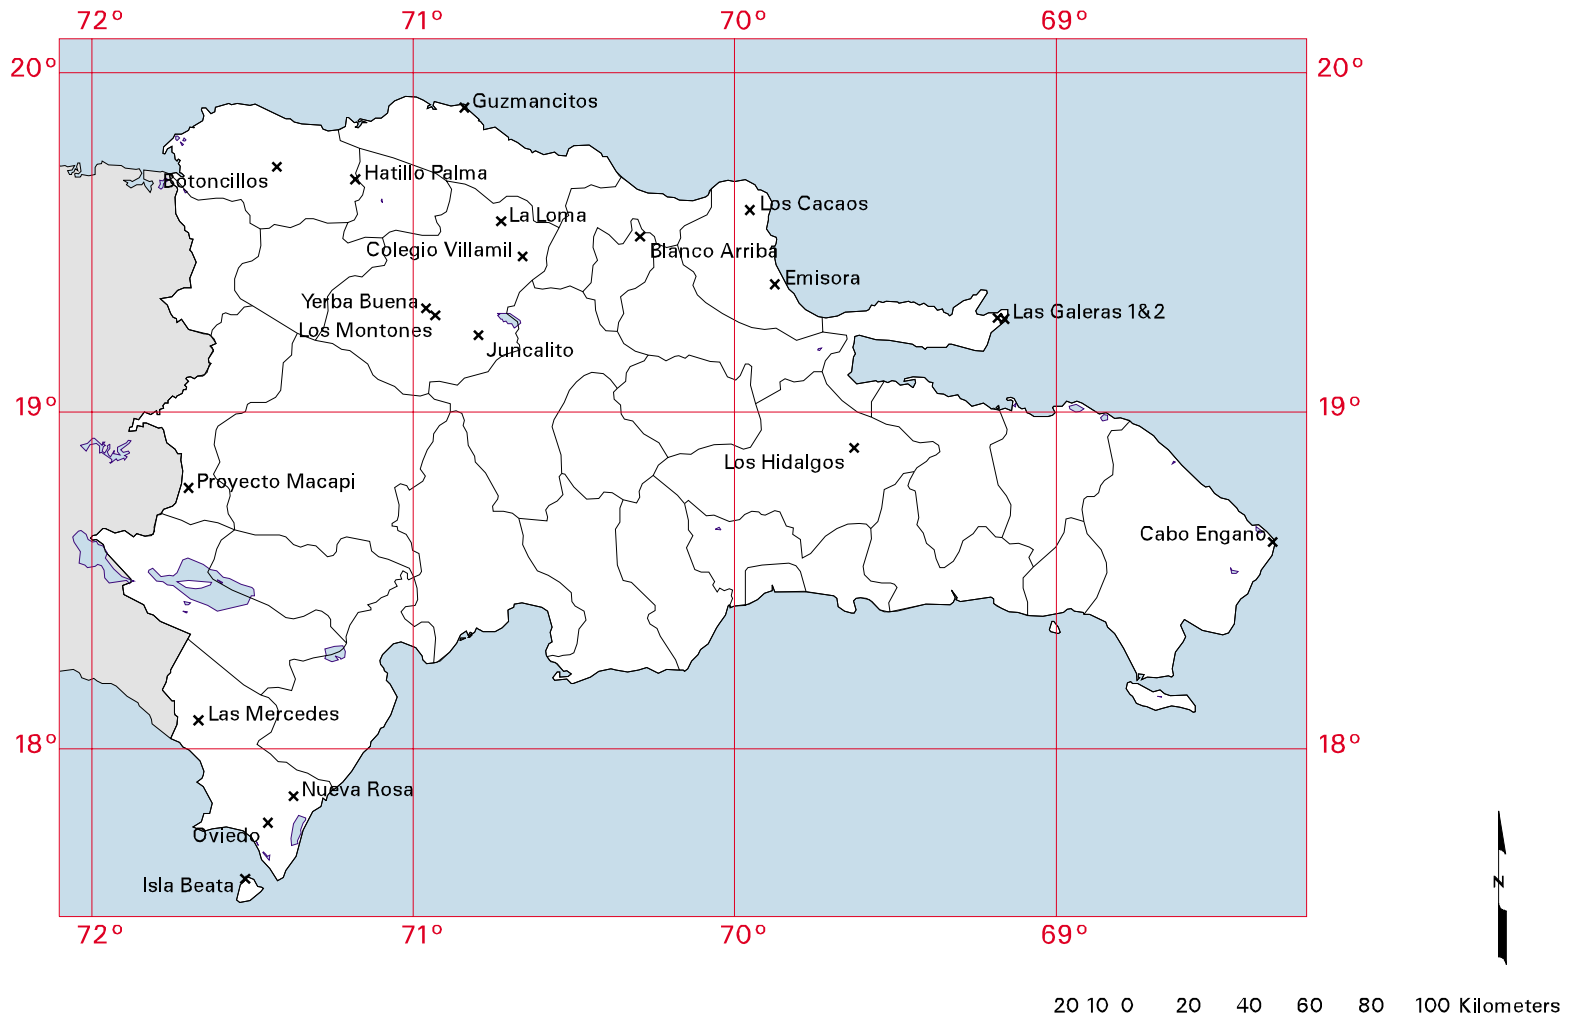 72° 71° 70° 69°
20° 20°
Guzmancitos
Hatillo Palma
Botoncillos
Los Cacaos
La Loma
Colegio Villamil
Blanco Arriba
Emisora
Yerba Buena
Las Galeras 1&2
Los Montones
Juncalito
19° 19°
Los Hidalgos
Proyecto Macapi
Cabo Engano
Las Mercedes
18° 18°
Nueva Rosa
Oviedo
Isla Beata
N
72° 71° 70° 69°
20 10 0 20 40 60 80 100 Kilometers